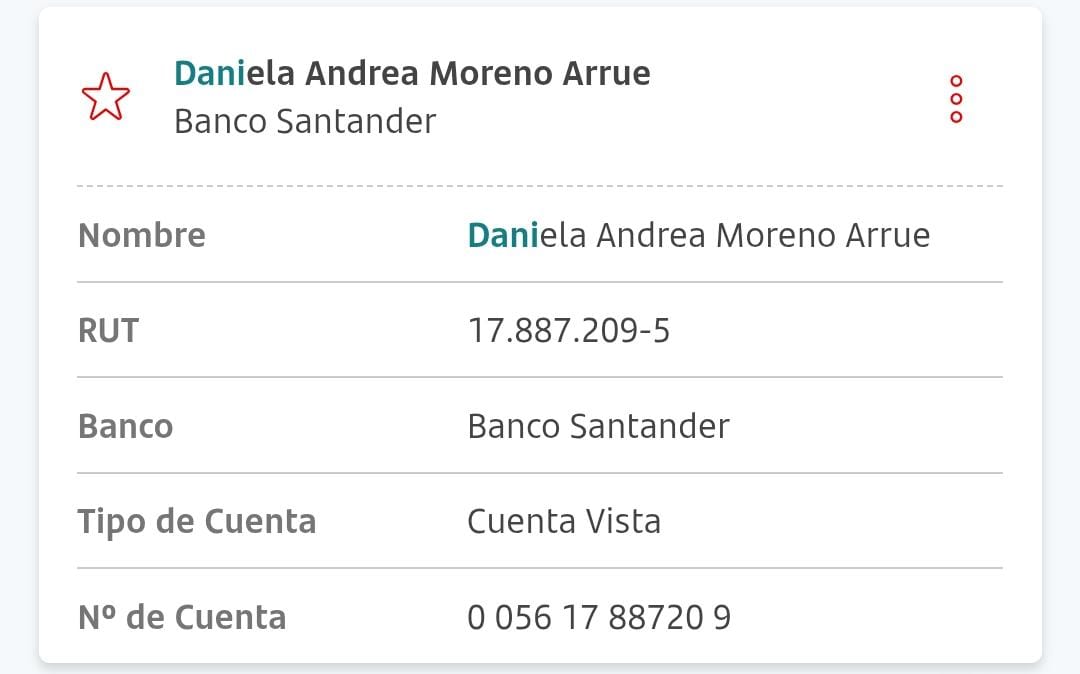 Daniela Andrea Moreno Arrue
Banco Santander
Nombre Daniela Andrea Moreno Arrue
RUT 17.887.209-5
Banco Banco Santander
Tipo de Cuenta Cuenta Vista
Nº de Cuenta 0 056 17 88720 9